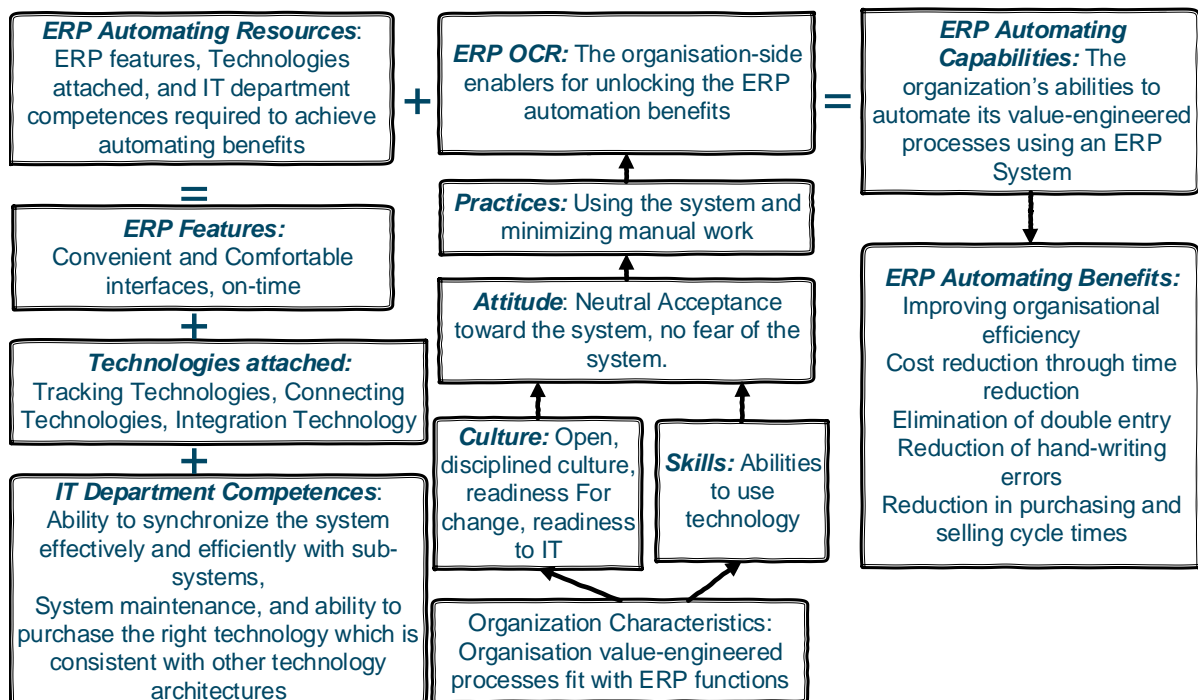 ERP Automating Resources:
ERP features, Technologies
attached, and IT department
competences required to achieve
automating benefits
+
ERP OCR: The organisation-side
enablers for unlocking the ERP
automation benefits
=
ERP Automating
Capabilities: The
organization's abilities to
automate its value-engineered
processes using an ERP
System
=
ERP Features:
Convenient and Comfortable
interfaces, on-time
+
Technologies attached:
Tracking Technologies, Connecting
Technologies, Integration Technology
+
IT Department Competences:
Ability to synchronize the system
effectively and efficiently with sub-
systems,
System maintenance, and ability to
purchase the right technology which is
consistent with other technology
architectures
Practices: Using the system and
minimizing manual work
Attitude: Neutral Acceptance
toward the system, no fear of the
system.
Culture: Open,
disciplined culture,
readiness For
change, readiness
to IT
Skills: Abilities
to use
technology
Organization Characteristics:
Organisation value-engineered
processes fit with ERP functions
ERP Automating Benefits:
Improving organisational
efficiency
Cost reduction through time
reduction
Elimination of double entry
Reduction of hand-writing
errors
Reduction in purchasing and
selling cycle times